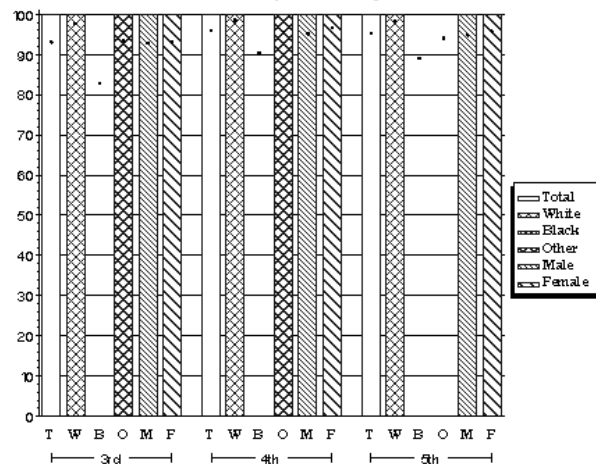 100
90
80
70
60
50
40
30
20
10
0
T W B O M F T W B O M F T W B O M F
3rd 4th 5th
Total
White
Black
Other
Male
Female